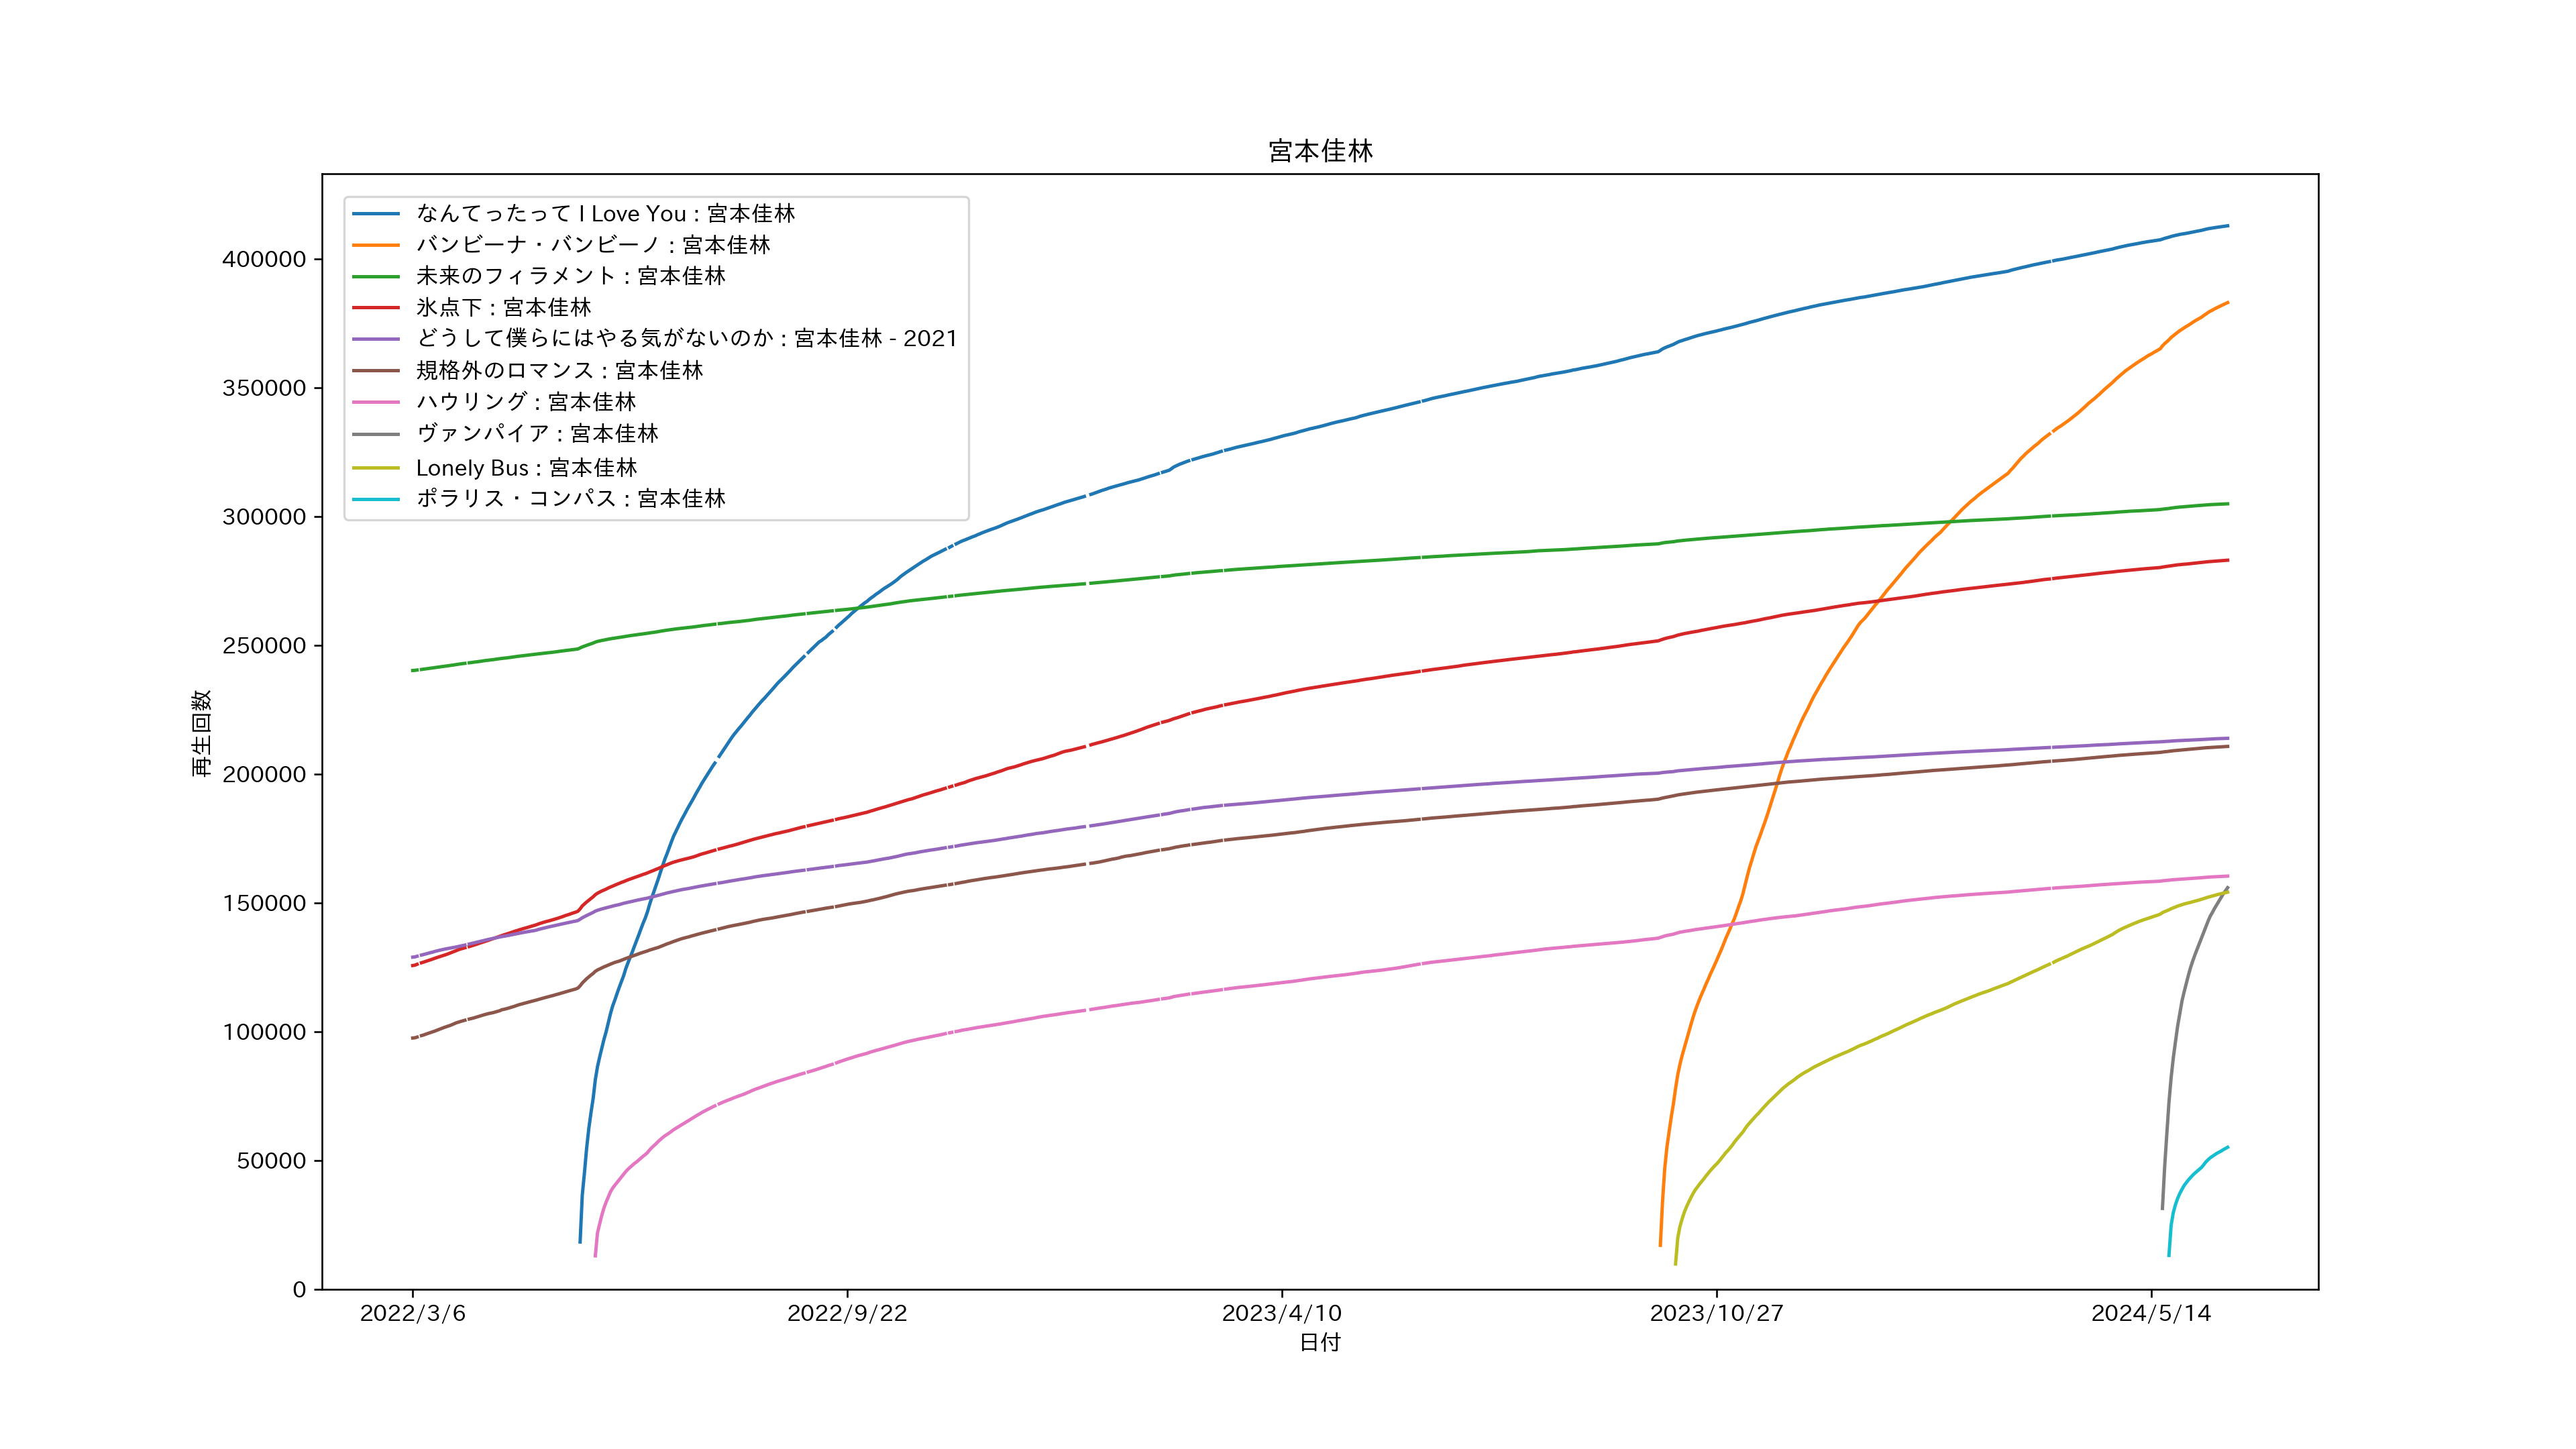 宮本佳林
なんてったって I Love You : 宮本佳林
バンビーナ・バンビーノ : 宮本佳林
未来のフィラメント : 宮本佳林
氷点下 : 宮本佳林
どうして僕らにはやる気がないのか : 宮本佳林 - 2021
規格外のロマンス : 宮本佳林
ハウリング : 宮本佳林
ヴァンパイア : 宮本佳林
Lonely Bus : 宮本佳林
ポラリス・コンパス : 宮本佳林
400000
350000
300000
250000
200000
150000
100000
50000
0
再生回数
2022/3/6
2022/9/22
2023/4/10
2023/10/27
2024/5/14
日付